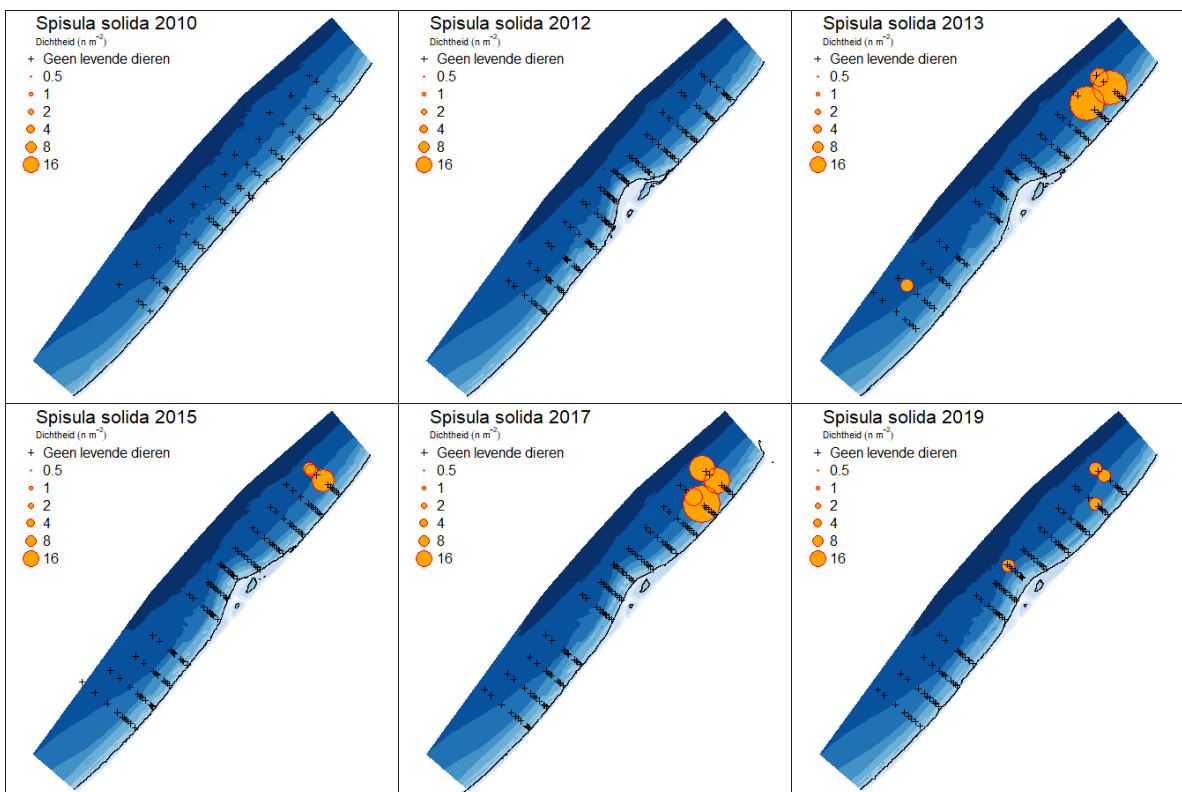 Spisula solida 2010
Dichtheid (n m⁻²)
+ Geen levende dieren
0.5
1
2
4
8
16
Spisula solida 2012
Dichtheid (n m⁻²)
+ Geen levende dieren
0.5
1
2
4
8
16
Spisula solida 2013
Dichtheid (n m⁻²)
+ Geen levende dieren
0.5
1
2
4
8
16
Spisula solida 2015
Dichtheid (n m⁻²)
+ Geen levende dieren
0.5
1
2
4
8
16
Spisula solida 2017
Dichtheid (n m⁻²)
+ Geen levende dieren
0.5
1
2
4
8
16
Spisula solida 2019
Dichtheid (n m⁻²)
+ Geen levende dieren
0.5
1
2
4
8
16